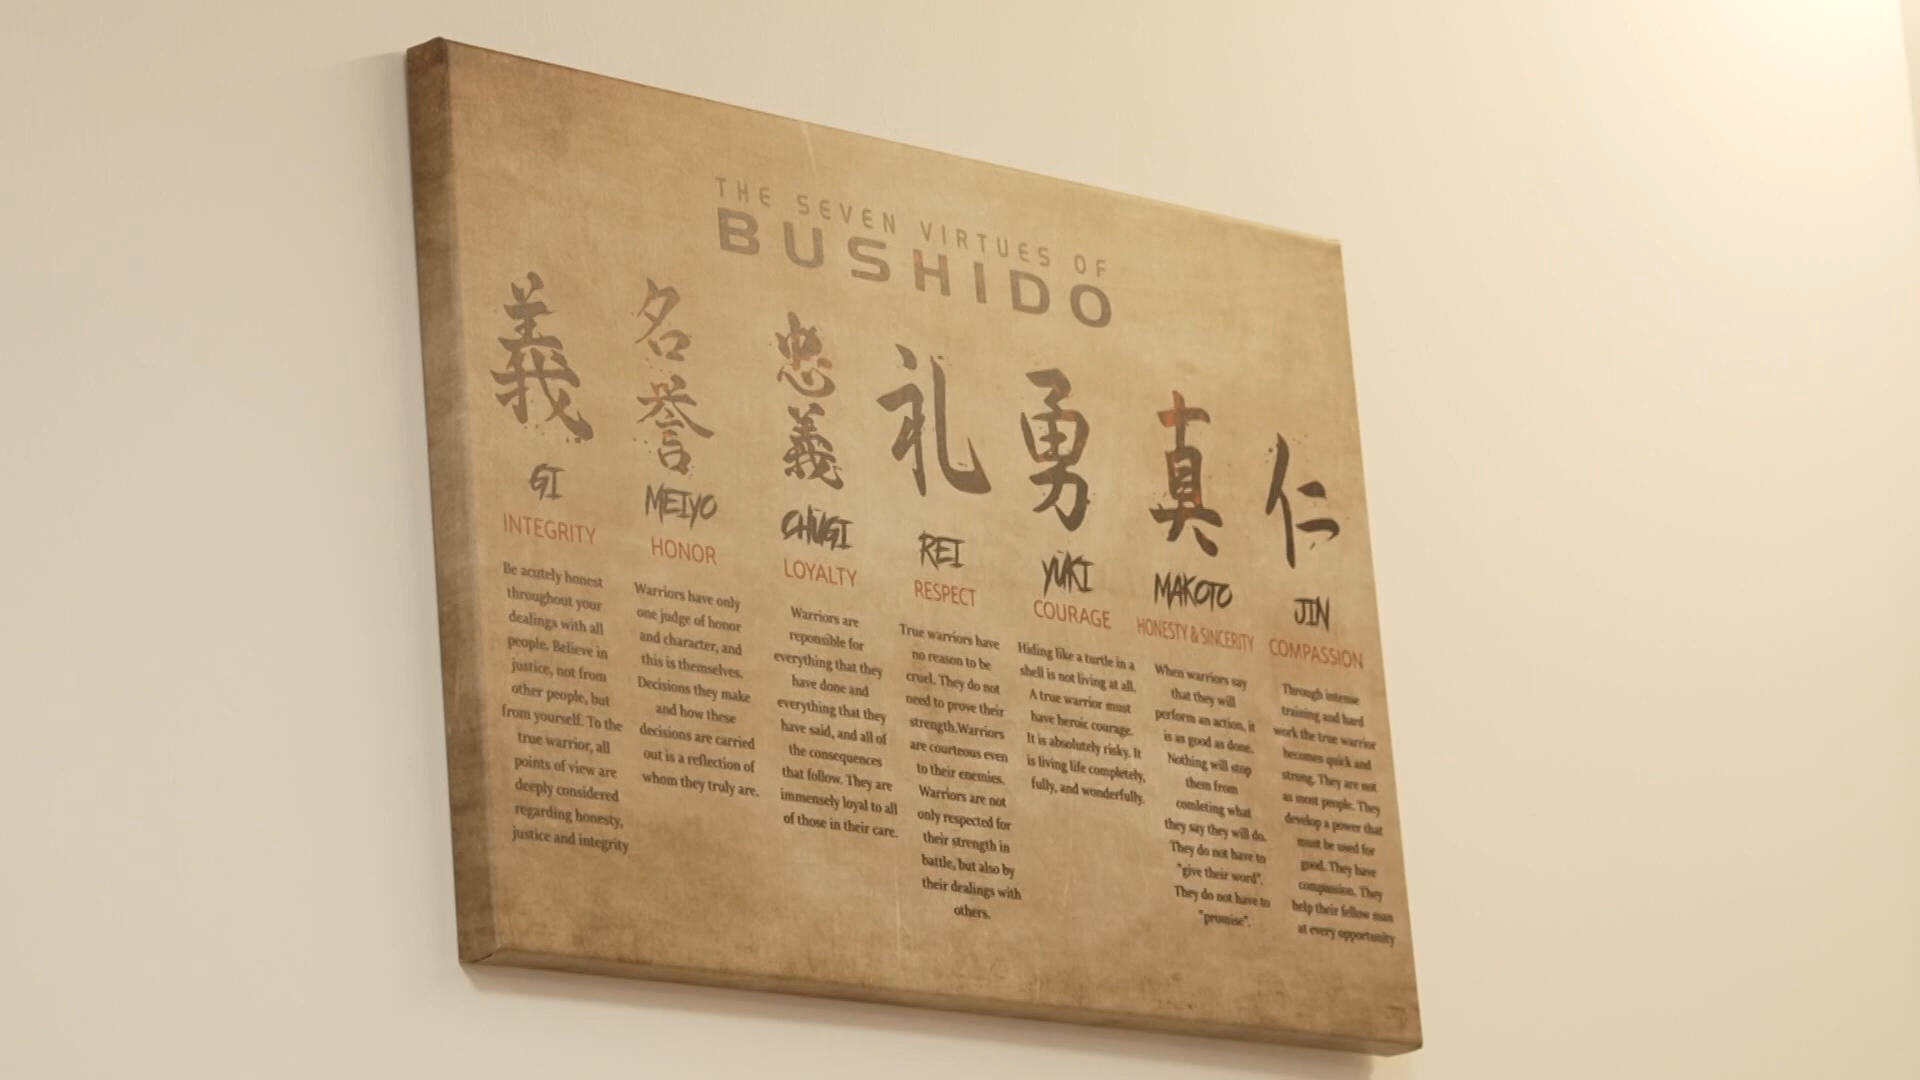 THE SEVEN VIRTUES OF
BUSHIDO
義
GI
INTEGRITY
Be acutely honest
throughout your
dealings with all
people. Believe in
justice, not from
other people, but
from yourself. To the
true warrior, all
points of view are
deeply considered
regarding honesty,
justice and integrity
名
誉
MEIYO
HONOR
Warriors have only
one judge of honor
and character, and
this is themselves.
Decisions they make
and how these
decisions are carried
out is a reflection of
whom they truly are.
忠
義
CHUGI
LOYALTY
Warriors are
reponsible for
everything that they
have done and
everything that they
have said, and all of
the consequences
that follow. They are
immensely loyal to all
of those in their care.
礼
REI
RESPECT
True warriors have
no reason to be
cruel. They do not
need to prove their
strength.Warriors
are courteous even
to their enemies.
Warriors are not
only respected for
their strength in
battle, but also by
their dealings with
others.
勇
YUKI
COURAGE
Hiding like a turtle in a
shell is not living at all.
A true warrior must
have heroic courage.
It is absolutely risky. It
is living life completely,
fully, and wonderfully.
真
MAKOTO
HONESTY & SINCERITY
When warriors say
that they will
perform an action, it
is as good as done.
Nothing will stop
them from
comleting what
they say they will do.
They do not have to
"give their word".
They do not have to
"promise".
仁
JIN
COMPASSION
Through intense
training and hard
work the true warrior
becomes quick and
strong. They are not
as most people. They
develop a power that
must be used for
good. They have
compassion. They
help their fellow man
at every opportunity